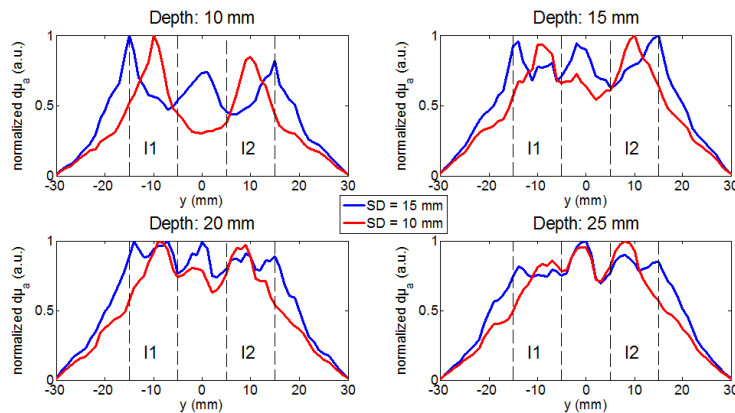 Depth: 10 mm
normalized dμa (a.u.)
1
0.5
0
I1 I2
-30 -20 -10 0 10 20 30
y (mm)
Depth: 15 mm
normalized dμa (a.u.)
1
0.5
0
I1 I2
-30 -20 -10 0 10 20 30
y (mm)
SD = 15 mm
SD = 10 mm
Depth: 20 mm
normalized dμa (a.u.)
1
0.5
0
I1 I2
-30 -20 -10 0 10 20 30
y (mm)
Depth: 25 mm
normalized dμa (a.u.)
1
0.5
0
I1 I2
-30 -20 -10 0 10 20 30
y (mm)